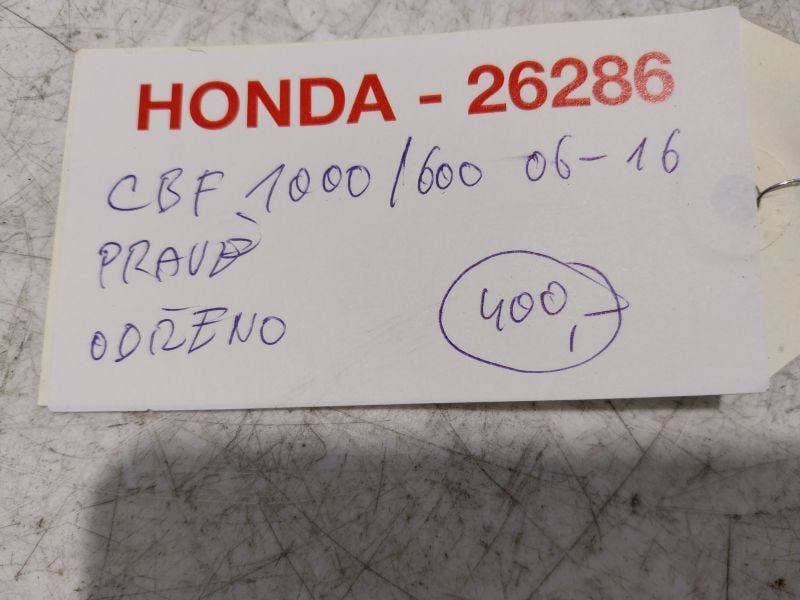 HONDA - 26286
CBF 1000/600 06-16
PRAVÉ
ODŘENO
400,-